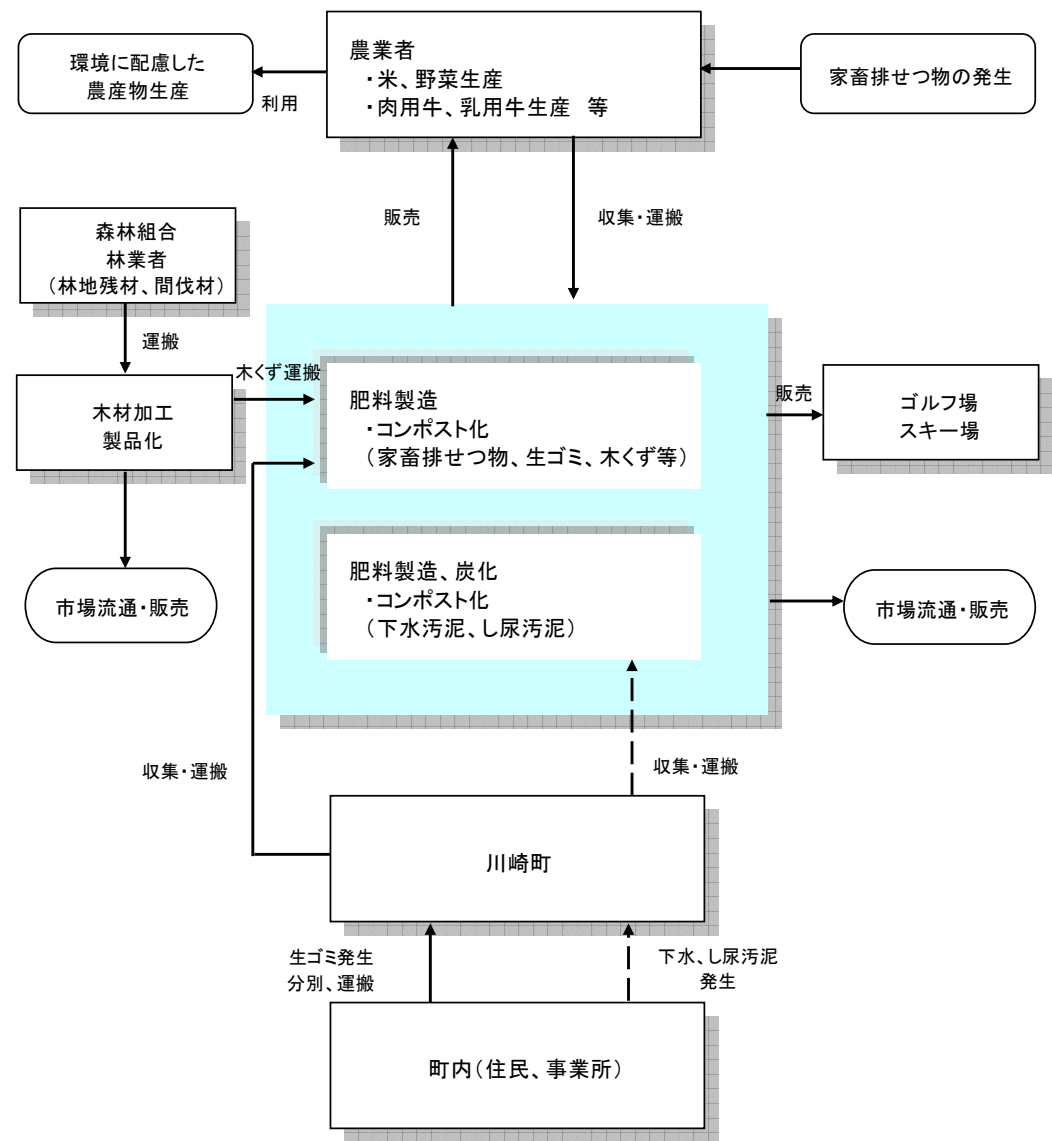 環境に配慮した
農産物生産
利用
農業者
・米、野菜生産
・肉用牛、乳用牛生産 等
家畜排せつ物の発生
販売
収集・運搬
森林組合
林業者
（林地残材、間伐材）
運搬
木材加工
製品化
木くず運搬
肥料製造
・コンポスト化
（家畜排せつ物、生ゴミ、木くず等）
販売
ゴルフ場
スキー場
肥料製造、炭化
・コンポスト化
（下水汚泥、し尿汚泥）
市場流通・販売
市場流通・販売
収集・運搬
収集・運搬
川崎町
生ゴミ発生
分別、運搬
下水、し尿汚泥
発生
町内（住民、事業所）